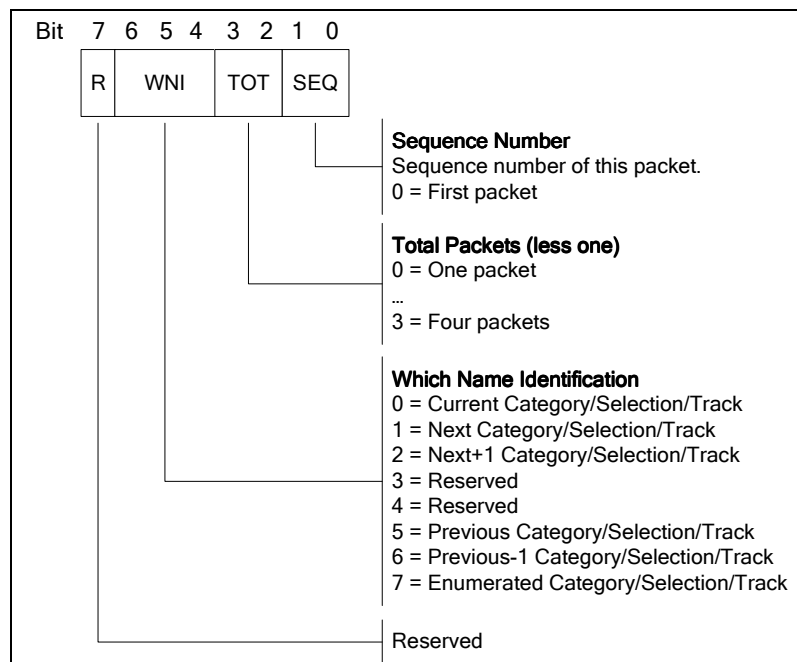 Bit 7 6 5 4 3 2 1 0
R WNI TOT SEQ
Sequence Number
Sequence number of this packet.
0 = First packet
Total Packets (less one)
0 = One packet
...
3 = Four packets
Which Name Identification
0 = Current Category/Selection/Track
1 = Next Category/Selection/Track
2 = Next+1 Category/Selection/Track
3 = Reserved
4 = Reserved
5 = Previous Category/Selection/Track
6 = Previous-1 Category/Selection/Track
7 = Enumerated Category/Selection/Track
Reserved